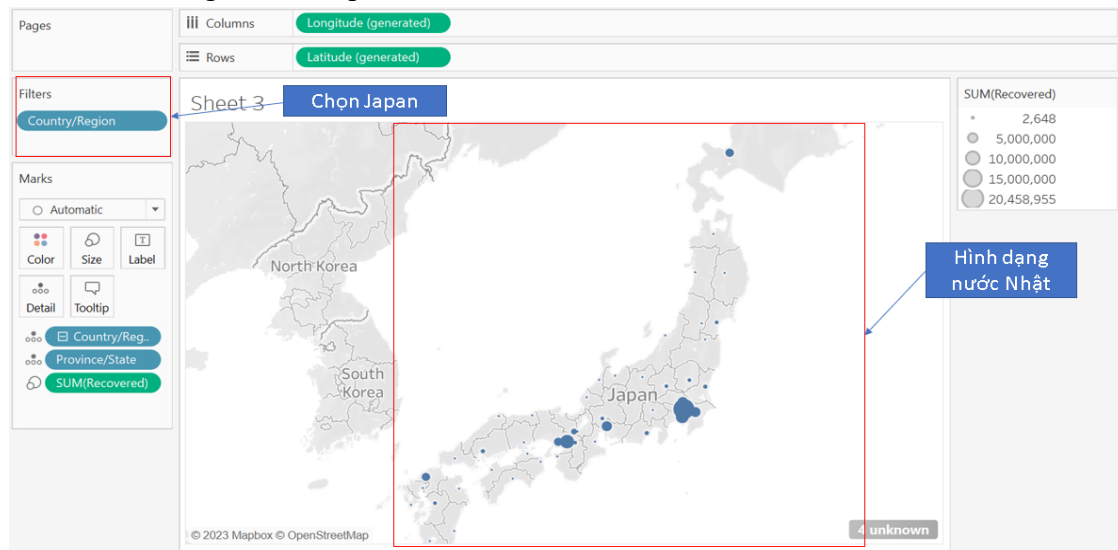 Pages
Columns
Longitude (generated)
Rows
Latitude (generated)
Filters
Country/Region
Chọn Japan
Sheet 3
SUM(Recovered)
2,648
5,000,000
10,000,000
15,000,000
20,458,955
Marks
Automatic
Color
Size
Label
Detail
Tooltip
Country/Reg..
Province/State
SUM(Recovered)
North Korea
South
Korea
Japan
Hình dạng
nước Nhật
© 2023 Mapbox © OpenStreetMap
4 unknown